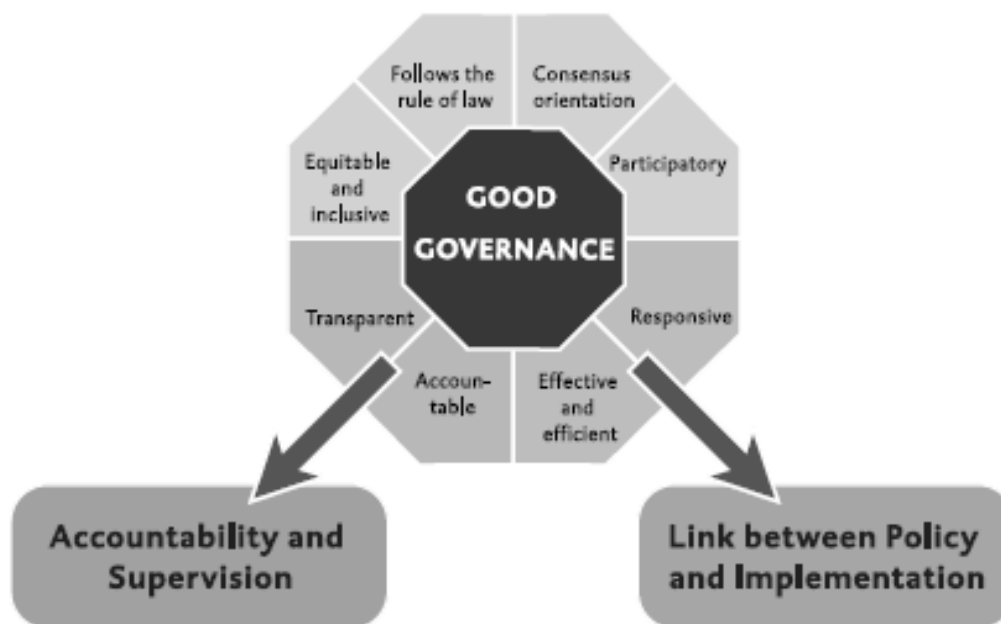 Follows the
rule of law
Consensus
orientation
Equitable
and
inclusive
Participatory
GOOD
GOVERNANCE
Transparent
Responsive
Accoun-
table
Effective
and
efficient
Accountability and
Supervision
Link between Policy
and Implementation